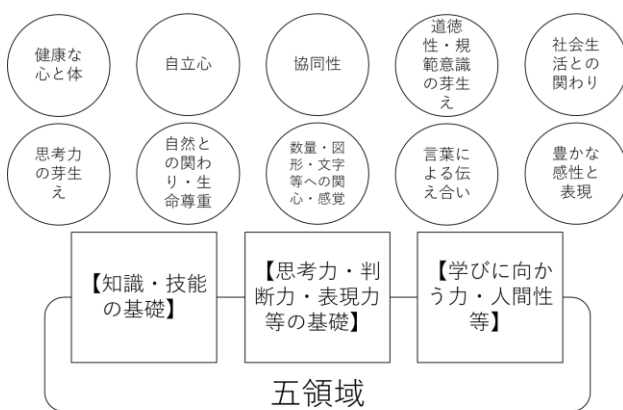 健康な
心と体
自立心
協同性
道徳
性・規
範意識
の芽生
え
社会生
活との
関わり
思考力
の芽生
え
自然と
の関わ
り・生
命尊重
数量・図
形・文字
等への関
心・感覚
言葉に
よる伝
え合い
豊かな
感性と
表現
【知識・技能
の基礎】
【思考力・判
断力・表現力
等の基礎】
【学びに向か
う力・人間性
等】
五領域